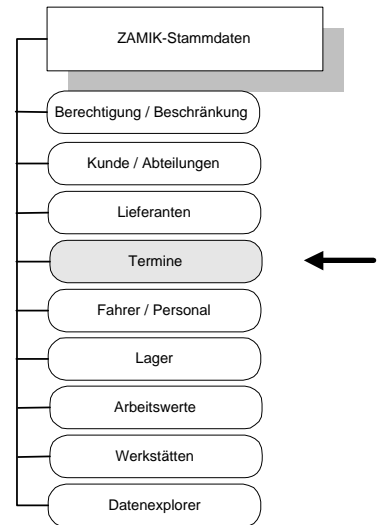 ZAMIK-Stammdaten
Berechtigung / Beschränkung
Kunde / Abteilungen
Lieferanten
Termine
Fahrer / Personal
Lager
Arbeitswerte
Werkstätten
Datenexplorer